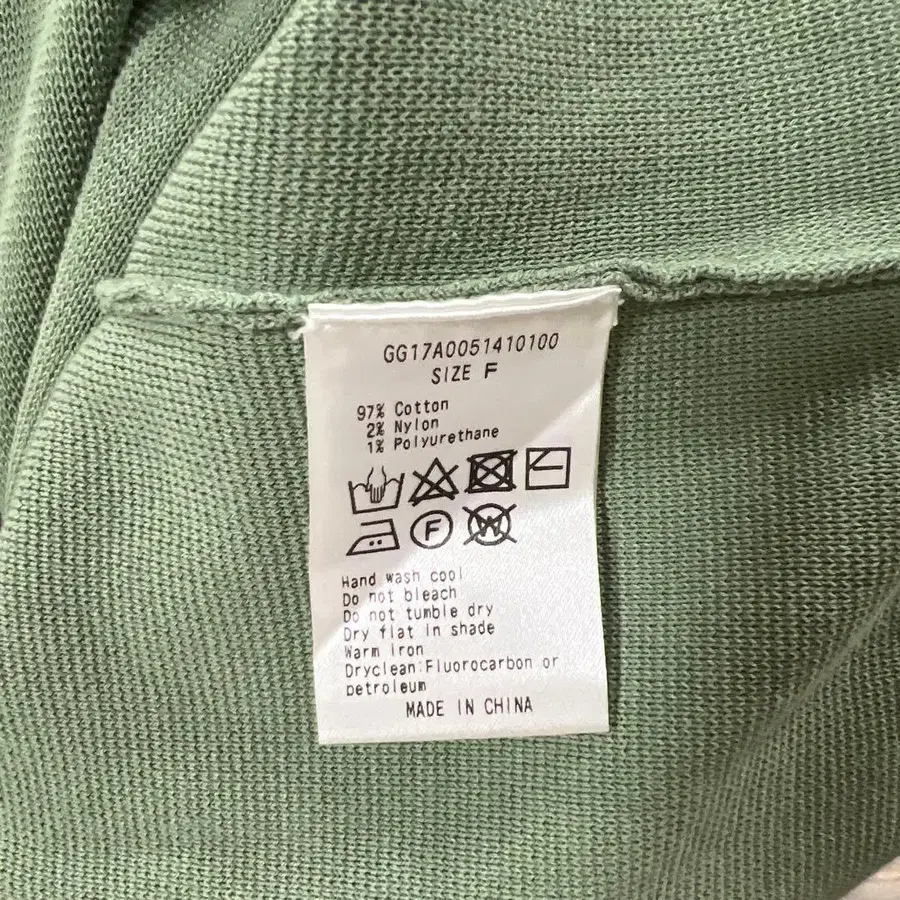 GG17A0051410100
SIZE F
97% Cotton
2% Nylon
1% Polyurethane
F W
Hand wash cool
Do not bleach
Do not tumble dry
Dry flat in shade
Warm iron
Dryclean:Fluorocarbon or
petroleum
MADE IN CHINA